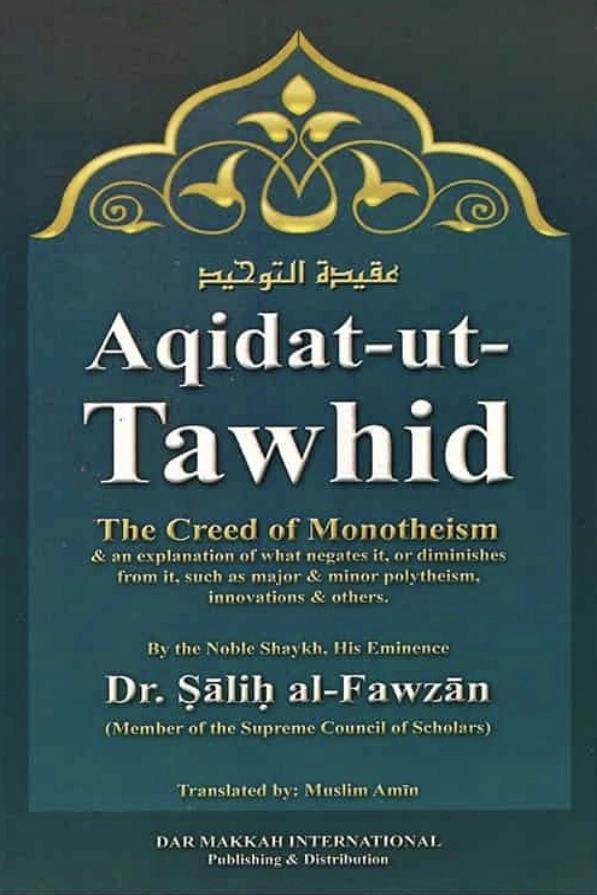 عقيدة التوحيد
Aqidat-ut-
Tawhid
The Creed of Monotheism
& an explanation of what negates it, or diminishes
from it, such as major & minor polytheism,
innovations & others.
By the Noble Shaykh, His Eminence
Dr. Ṣāliḥ al-Fawzān
(Member of the Supreme Council of Scholars)
Translated by: Muslim Amīn
DAR MAKKAH INTERNATIONAL
Publishing & Distribution